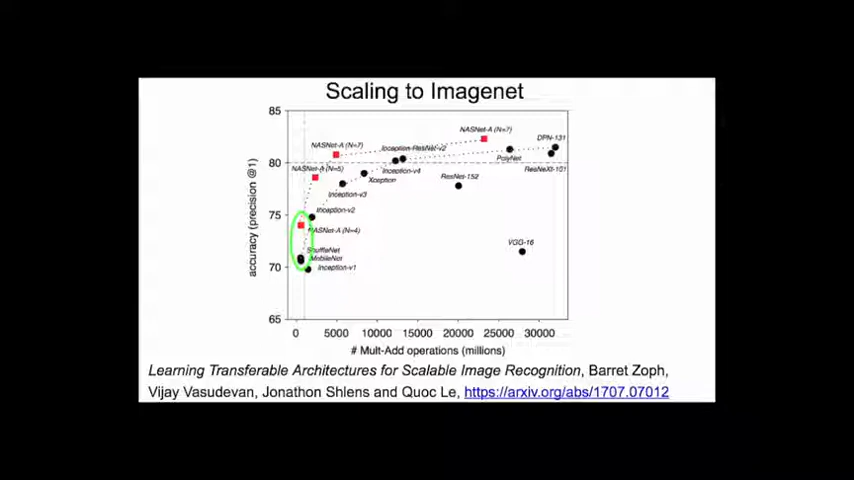 Scaling to Imagenet
85
80
75
70
65
accuracy (precision @1)
NASNet-A (N=7)
DPN-131
NASNet-A (N=7)
Inception-ResNet-v2
PolyNet
NASNet-A (N=5)
Inception-v4
ResNeXt-101
Xception
ResNet-152
Inception-v3
Inception-v2
NASNet-A (N=4)
VGG-16
ShuffleNet
MobileNet
Inception-v1
0 5000 10000 15000 20000 25000 30000
# Mult-Add operations (millions)
Learning Transferable Architectures for Scalable Image Recognition, Barret Zoph,
Vijay Vasudevan, Jonathon Shlens and Quoc Le, https://arxiv.org/abs/1707.07012